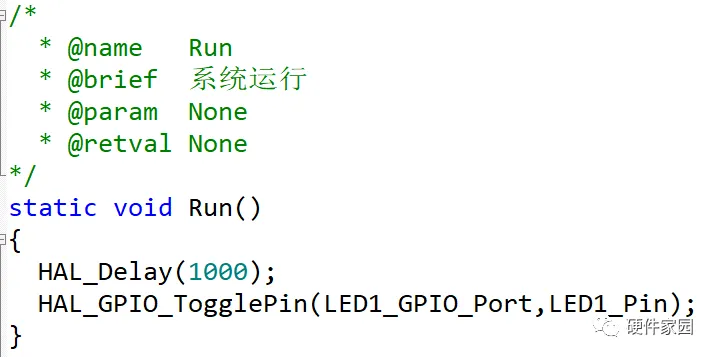 /*
  * @name   Run
  * @brief  系统运行
  * @param  None
  * @retval None
*/
static void Run()
{
  HAL_Delay(1000);
  HAL_GPIO_TogglePin(LED1_GPIO_Port,LED1_Pin);
}
硬件家园